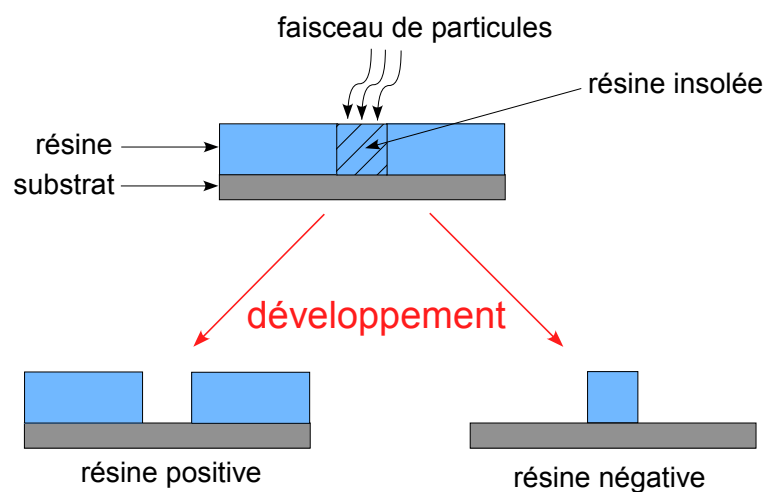 faisceau de particules
résine insolée
résine
substrat
développement
résine positive
résine négative